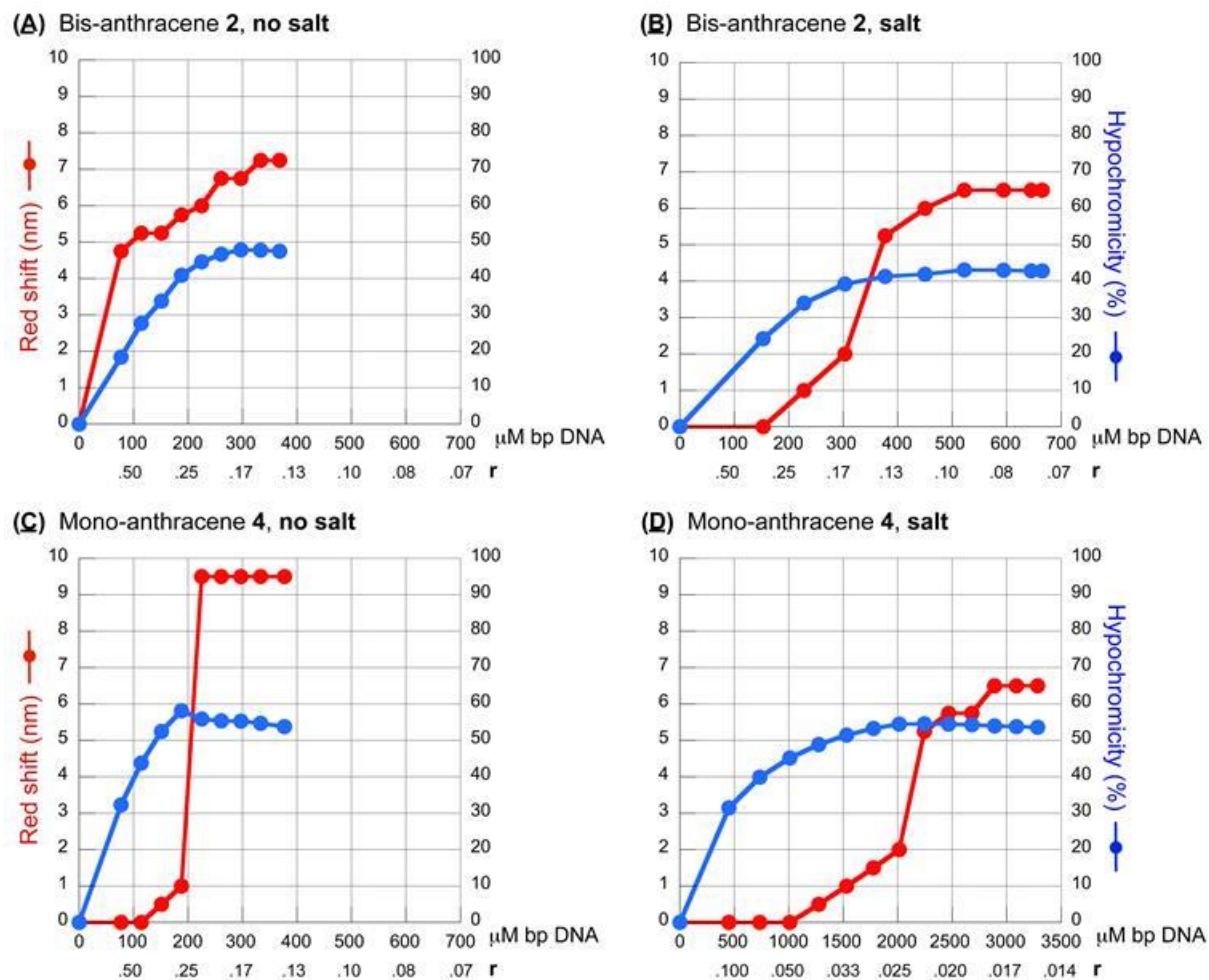 (A) Bis-anthracene 2, no salt
10 100
9 90
8 80
7 70
6 60
5 50
4 40
3 30
2 20
1 10
0 0
Red shift (nm)
0 100 200 300 400 500 600 700 μM bp DNA
.50 .25 .17 .13 .10 .08 .07 r
(B) Bis-anthracene 2, salt
10 100
9 90
8 80
7 70
6 60
5 50
4 40
3 30
2 20
1 10
0 0
Hypochromicity (%)
0 100 200 300 400 500 600 700 μM bp DNA
.50 .25 .17 .13 .10 .08 .07 r
(C) Mono-anthracene 4, no salt
10 100
9 90
8 80
7 70
6 60
5 50
4 40
3 30
2 20
1 10
0 0
Red shift (nm)
0 100 200 300 400 500 600 700 μM bp DNA
.50 .25 .17 .13 .10 .08 .07 r
(D) Mono-anthracene 4, salt
10 100
9 90
8 80
7 70
6 60
5 50
4 40
3 30
2 20
1 10
0 0
Hypochromicity (%)
0 500 1000 1500 2000 2500 3000 3500 μM bp DNA
.100 .050 .033 .025 .020 .017 .014 r